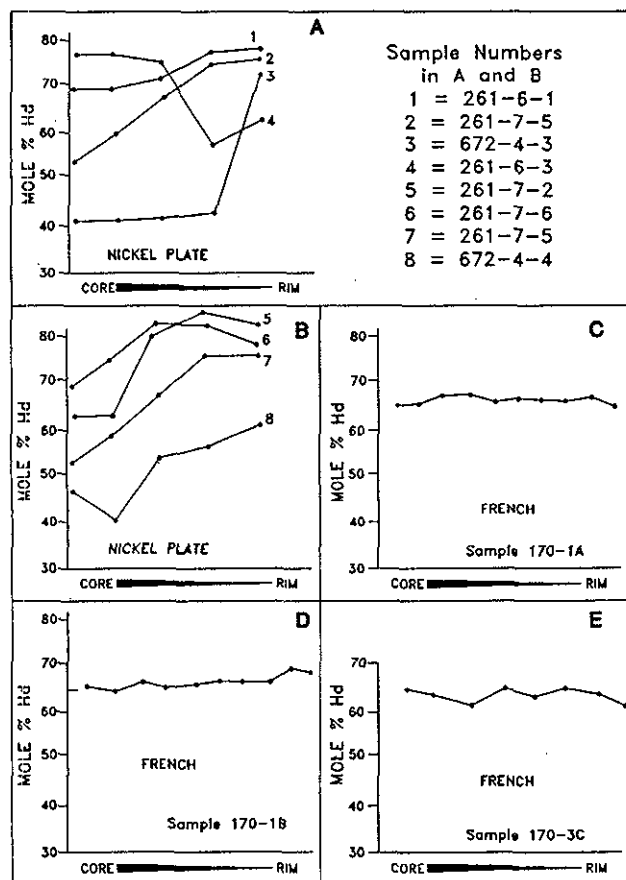 A
MOLE % Hd
80
70
60
50
40
30
1
2
3
4
NICKEL PLATE
CORE RIM
Sample Numbers
in A and B
1 = 261-6-1
2 = 261-7-5
3 = 672-4-3
4 = 261-6-3
5 = 261-7-2
6 = 261-7-6
7 = 261-7-5
8 = 672-4-4
B
MOLE % Hd
80
70
60
50
40
30
5
6
7
8
NICKEL PLATE
CORE RIM
C
MOLE % Hd
80
70
60
50
40
30
FRENCH
Sample 170-1A
CORE RIM
D
MOLE % Hd
80
70
60
50
40
30
FRENCH
Sample 170-1B
CORE RIM
E
MOLE % Hd
70
60
50
40
30
FRENCH
Sample 170-3C
CORE RIM